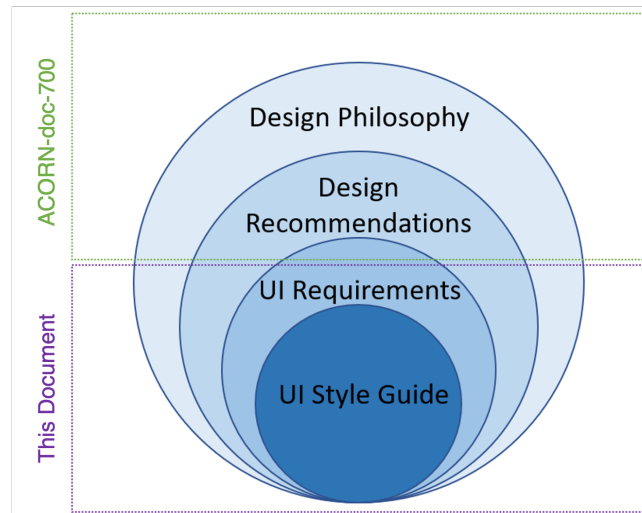 ACORN-doc-700
Design Philosophy
Design
Recommendations
This Document
UI Requirements
UI Style Guide